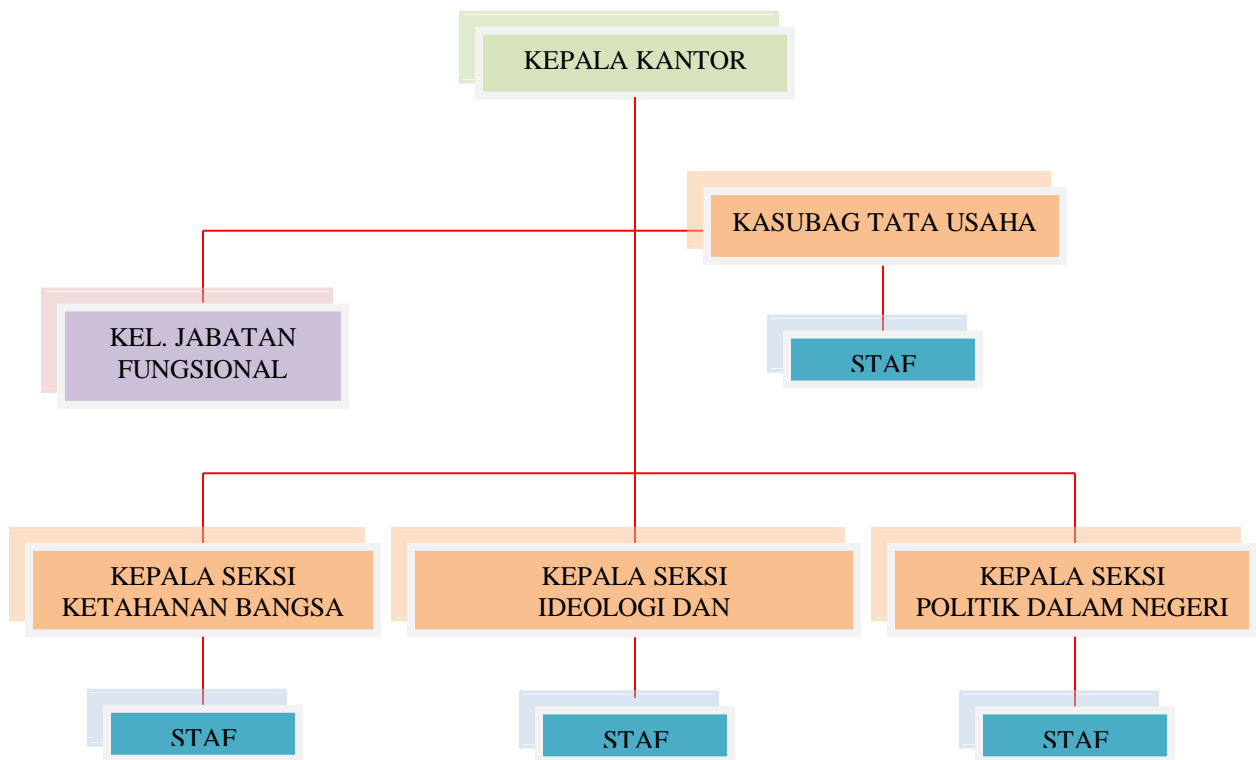 KEPALA KANTOR
KASUBAG TATA USAHA
KEL. JABATAN
FUNGSIONAL
STAF
KEPALA SEKSI
KETAHANAN BANGSA
KEPALA SEKSI
IDEOLOGI DAN
KEPALA SEKSI
POLITIK DALAM NEGERI
STAF
STAF
STAF